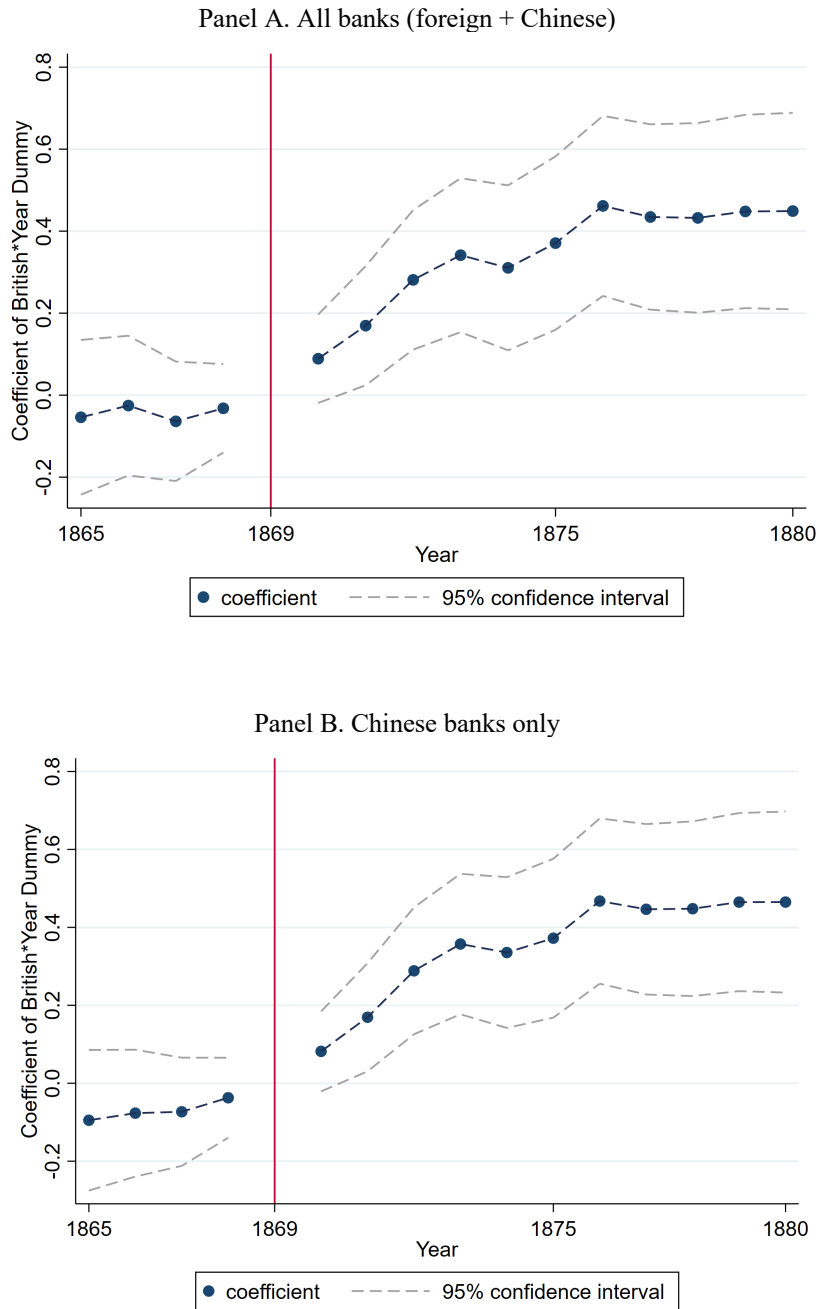 Panel A. All banks (foreign + Chinese)
Coefficient of British*Year Dummy
0.8
0.6
0.4
0.2
0.0
-0.2
1865 1869 1875 1880
Year
coefficient 95% confidence interval
Panel B. Chinese banks only
Coefficient of British*Year Dummy
0.8
0.6
0.4
0.2
0.0
-0.2
1865 1869 1875 1880
Year
coefficient 95% confidence interval